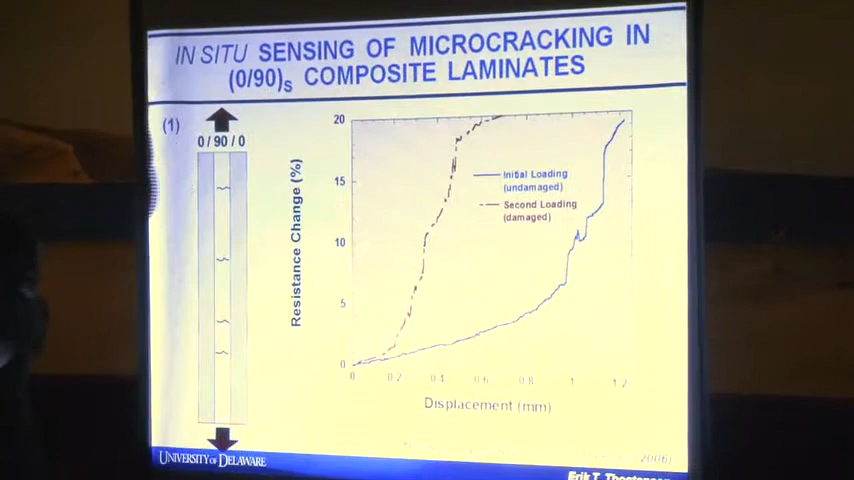 IN SITU SENSING OF MICROCRACKING IN
(0/90)s COMPOSITE LAMINATES
(1)
0 / 90 / 0
Resistance Change (%)
20
15
10
5
0
Initial Loading
(undamaged)
Second Loading
(damaged)
0 0.2 0.4 0.6 0.8 1 1.2
Displacement (mm)
2006)
UNIVERSITY OF DELAWARE
Erik T. Thostenson